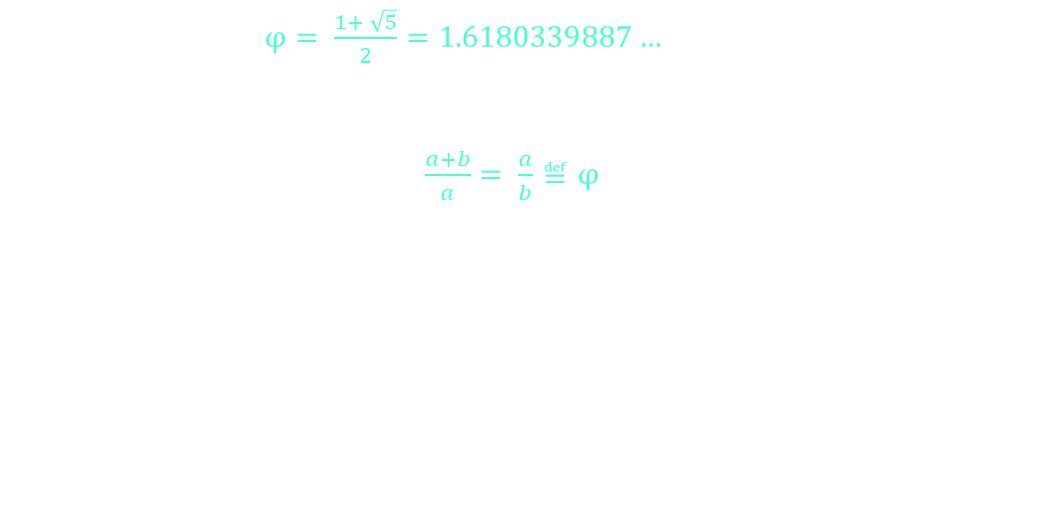 φ = (1+ √5)/2 = 1.6180339887 …
(a+b)/a = a/b ≝ φ